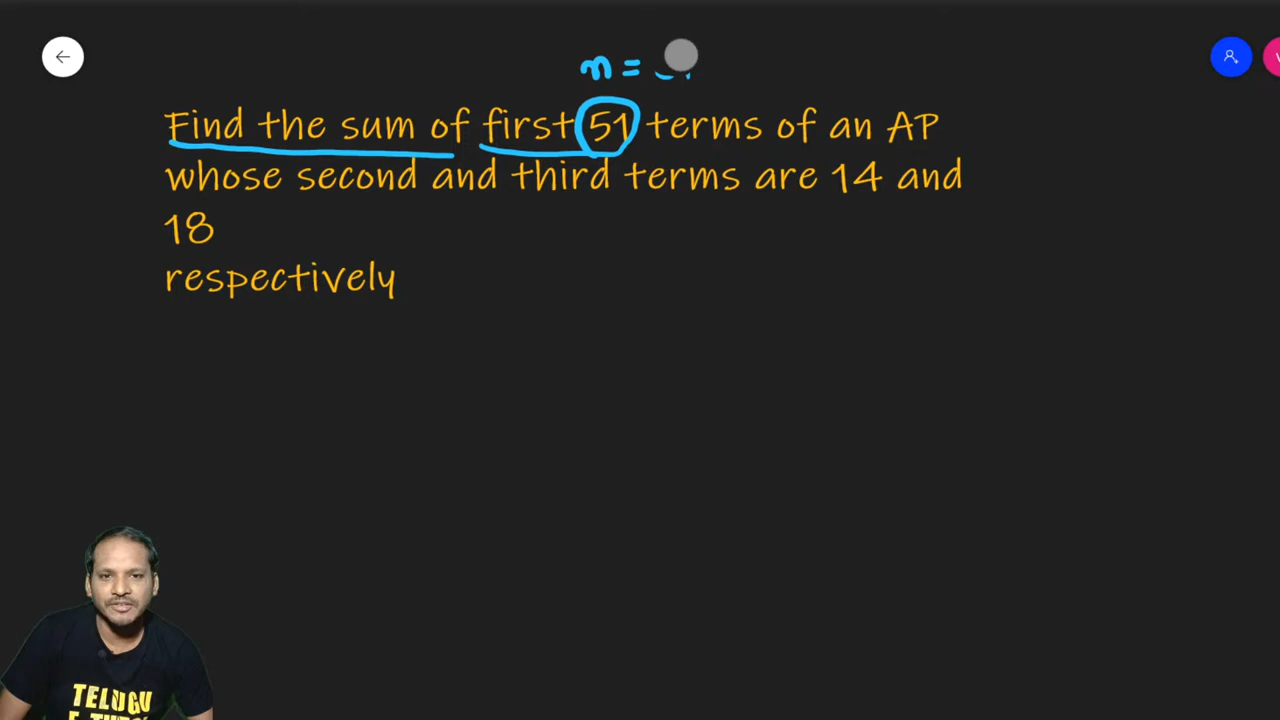 n =
Find the sum of first 51 terms of an AP
whose second and third terms are 14 and
18
respectively
TELUGU